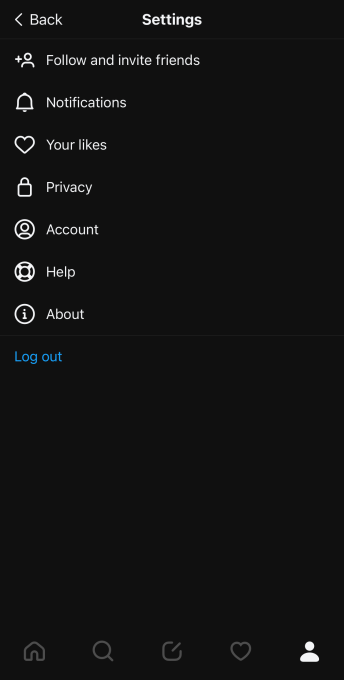 Back
Settings
Follow and invite friends
Notifications
Your likes
Privacy
Account
Help
About
Log out